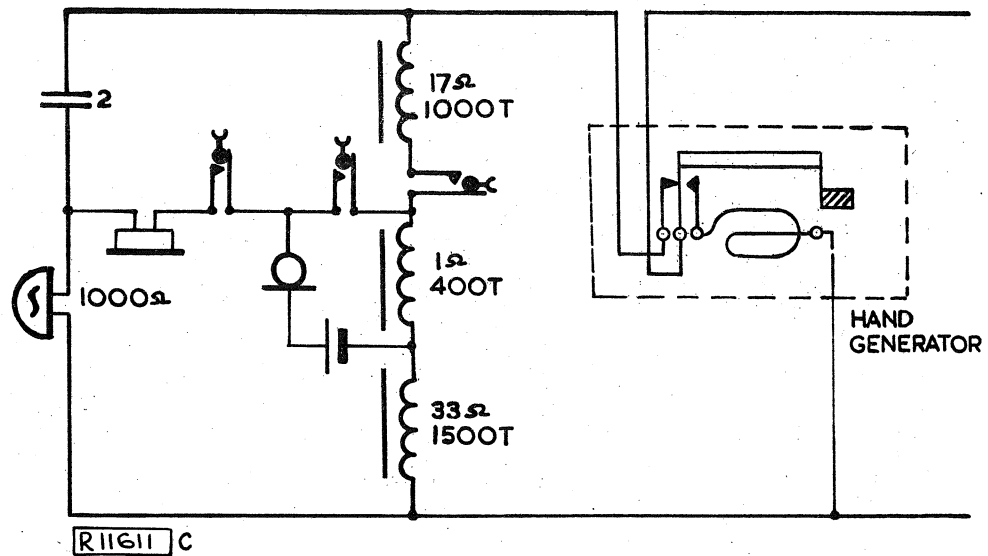 2
17Ω
1000T
1000Ω
1Ω
400T
33Ω
1500T
HAND
GENERATOR
R11611 C